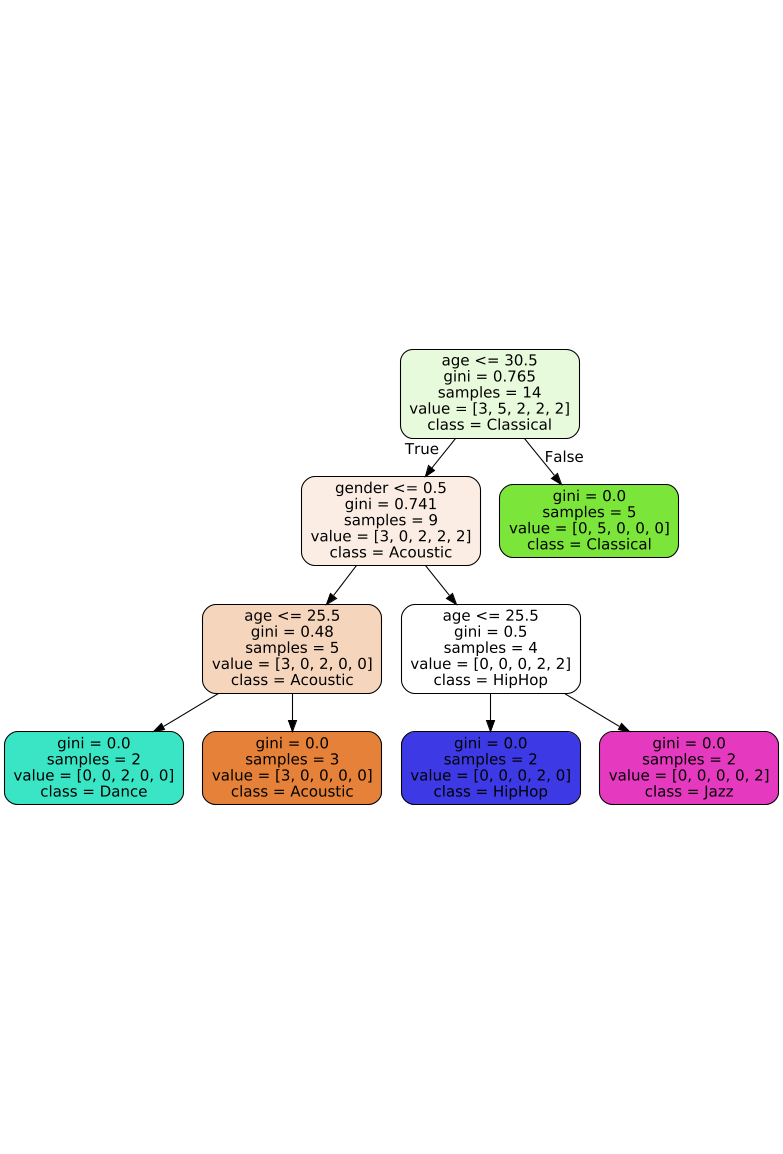 age <= 30.5
gini = 0.765
samples = 14
value = [3, 5, 2, 2, 2]
class = Classical
True
False
gender <= 0.5
gini = 0.741
samples = 9
value = [3, 0, 2, 2, 2]
class = Acoustic
gini = 0.0
samples = 5
value = [0, 5, 0, 0, 0]
class = Classical
age <= 25.5
gini = 0.48
samples = 5
value = [3, 0, 2, 0, 0]
class = Acoustic
age <= 25.5
gini = 0.5
samples = 4
value = [0, 0, 0, 2, 2]
class = HipHop
gini = 0.0
samples = 2
value = [0, 0, 2, 0, 0]
class = Dance
gini = 0.0
samples = 3
value = [3, 0, 0, 0, 0]
class = Acoustic
gini = 0.0
samples = 2
value = [0, 0, 0, 2, 0]
class = HipHop
gini = 0.0
samples = 2
value = [0, 0, 0, 0, 2]
class = Jazz